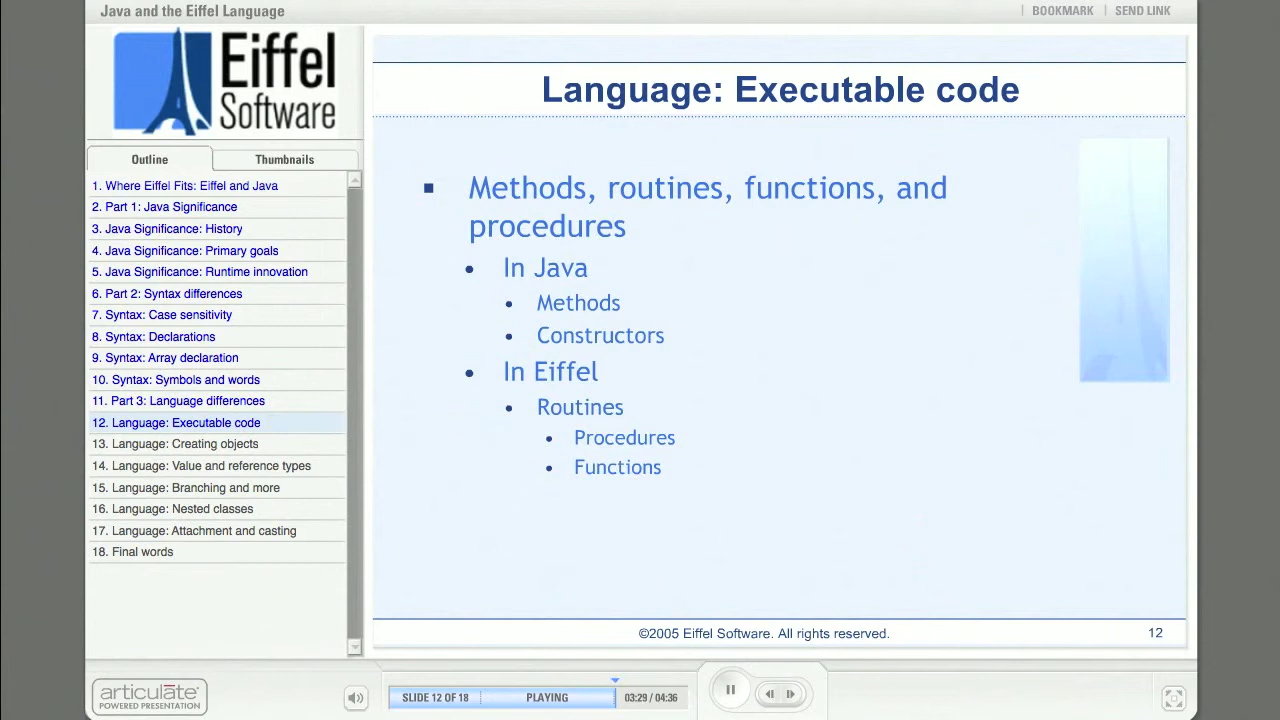 Java and the Eiffel Language
BOOKMARK
SEND LINK
Eiffel
Software
Outline
Thumbnails
1. Where Eiffel Fits: Eiffel and Java
2. Part 1: Java Significance
3. Java Significance: History
4. Java Significance: Primary goals
5. Java Significance: Runtime innovation
6. Part 2: Syntax differences
7. Syntax: Case sensitivity
8. Syntax: Declarations
9. Syntax: Array declaration
10. Syntax: Symbols and words
11. Part 3: Language differences
12. Language: Executable code
13. Language: Creating objects
14. Language: Value and reference types
15. Language: Branching and more
16. Language: Nested classes
17. Language: Attachment and casting
18. Final words
Language: Executable code
Methods, routines, functions, and
procedures
In Java
Methods
Constructors
In Eiffel
Routines
Procedures
Functions
©2005 Eiffel Software. All rights reserved.
12
articulate
POWERED PRESENTATION
SLIDE 12 OF 18
PLAYING
03:29 / 04:36